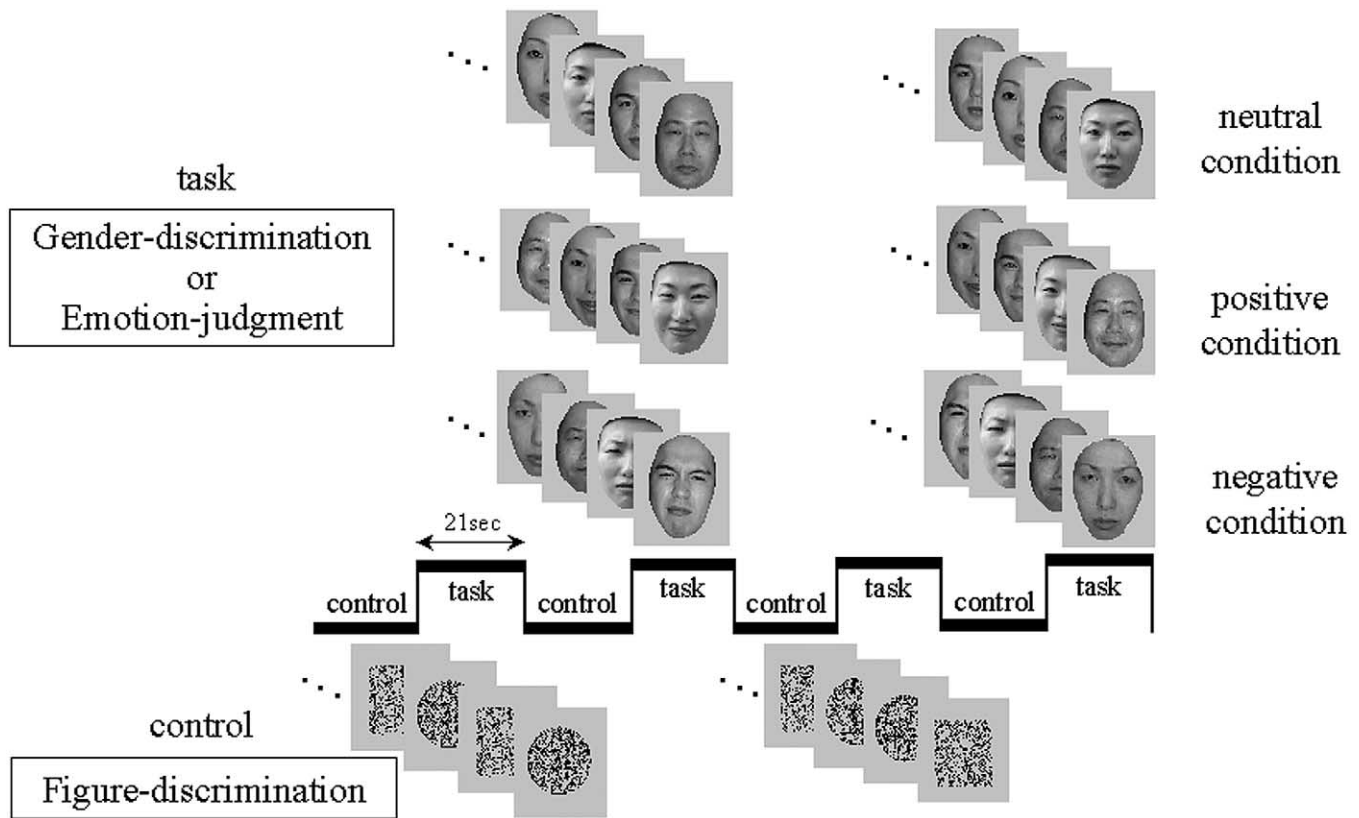 neutral
condition
task
Gender-discrimination
or
Emotion-judgment
positive
condition
negative
condition
21sec
control task control task control task control task
control
Figure-discrimination